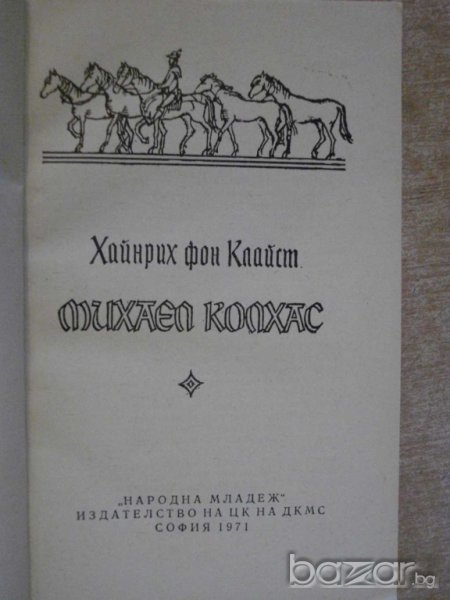 Хайнрих фон Клайст
МИХАЕЛ КОЛХАС
„НАРОДНА МЛАДЕЖ“
ИЗДАТЕЛСТВО НА ЦК НА ДКМС
СОФИЯ 1971
bazar.bg